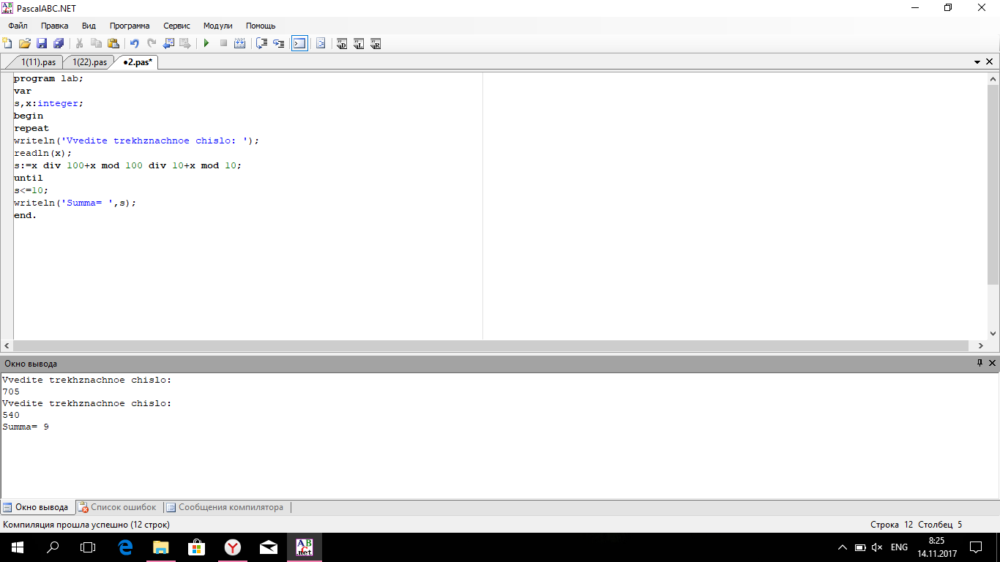 PascalABC.NET
Файл Правка Вид Программа Сервис Модули Помощь
1(11).pas 1(22).pas •2.pas*
program lab;
var
s,x:integer;
begin
repeat
writeln('Vvedite trekhznachnoe chislo: ');
readln(x);
s:=x div 100+x mod 100 div 10+x mod 10;
until
s<=10;
writeln('Summa= ',s);
end.
Окно вывода
Vvedite trekhznachnoe chislo:
705
Vvedite trekhznachnoe chislo:
540
Summa= 9
Окно вывода Список ошибок Сообщения компилятора
Компиляция прошла успешно (12 строк) Строка 12 Столбец 5
ENG 8:25
14.11.2017